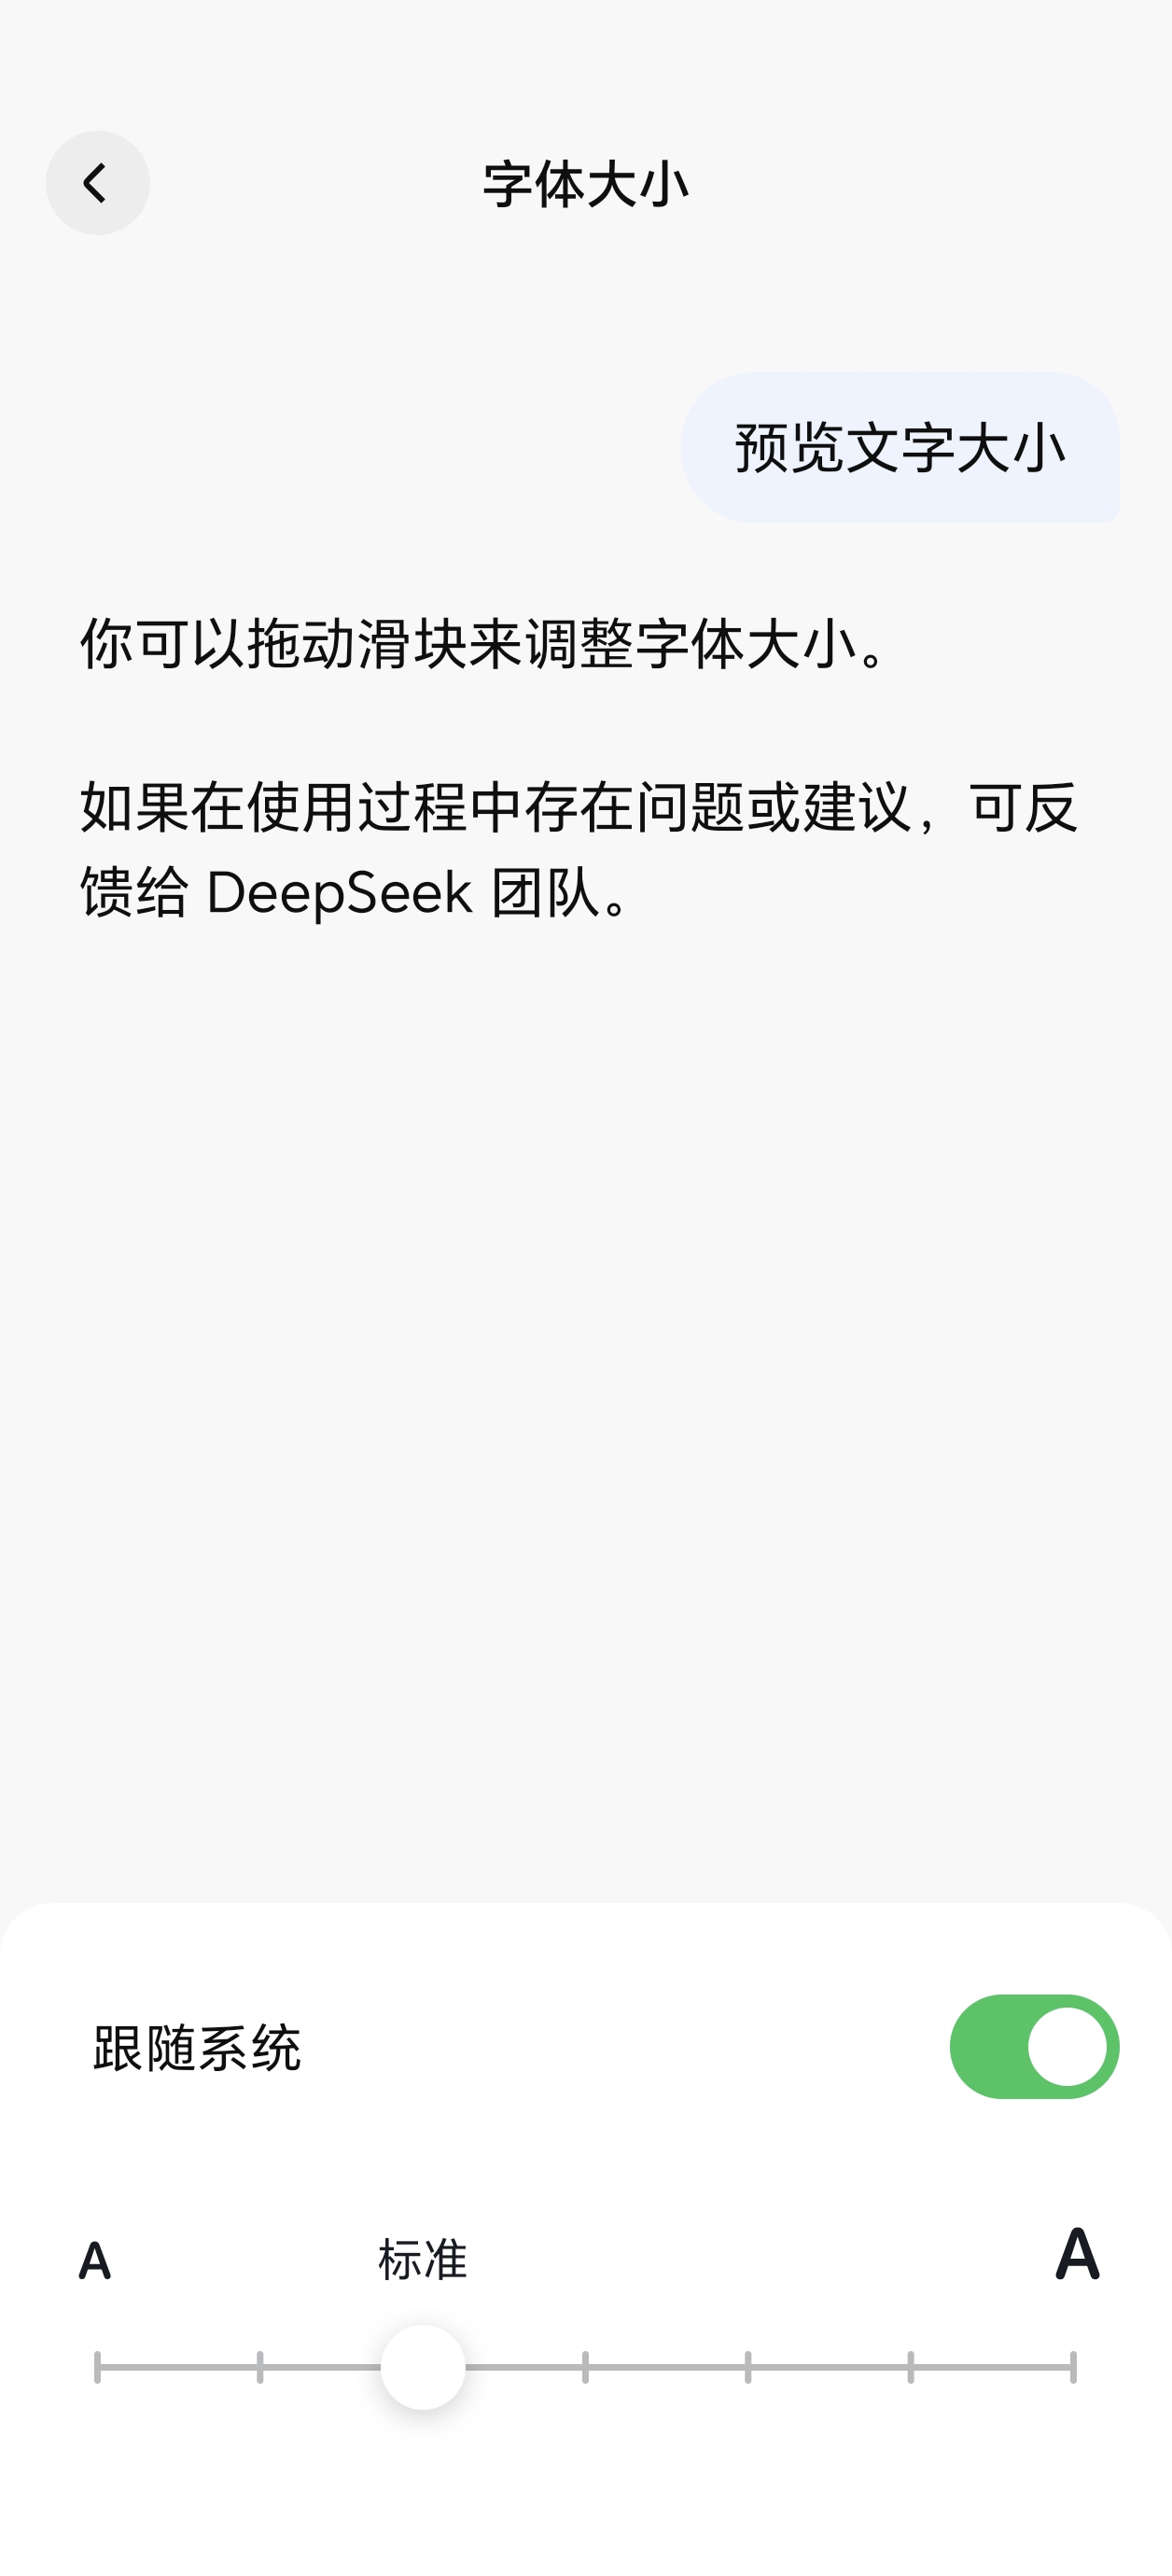 字体大小
预览文字大小
你可以拖动滑块来调整字体大小。
如果在使用过程中存在问题或建议，可反
馈给 DeepSeek 团队。
跟随系统
A 标准 A